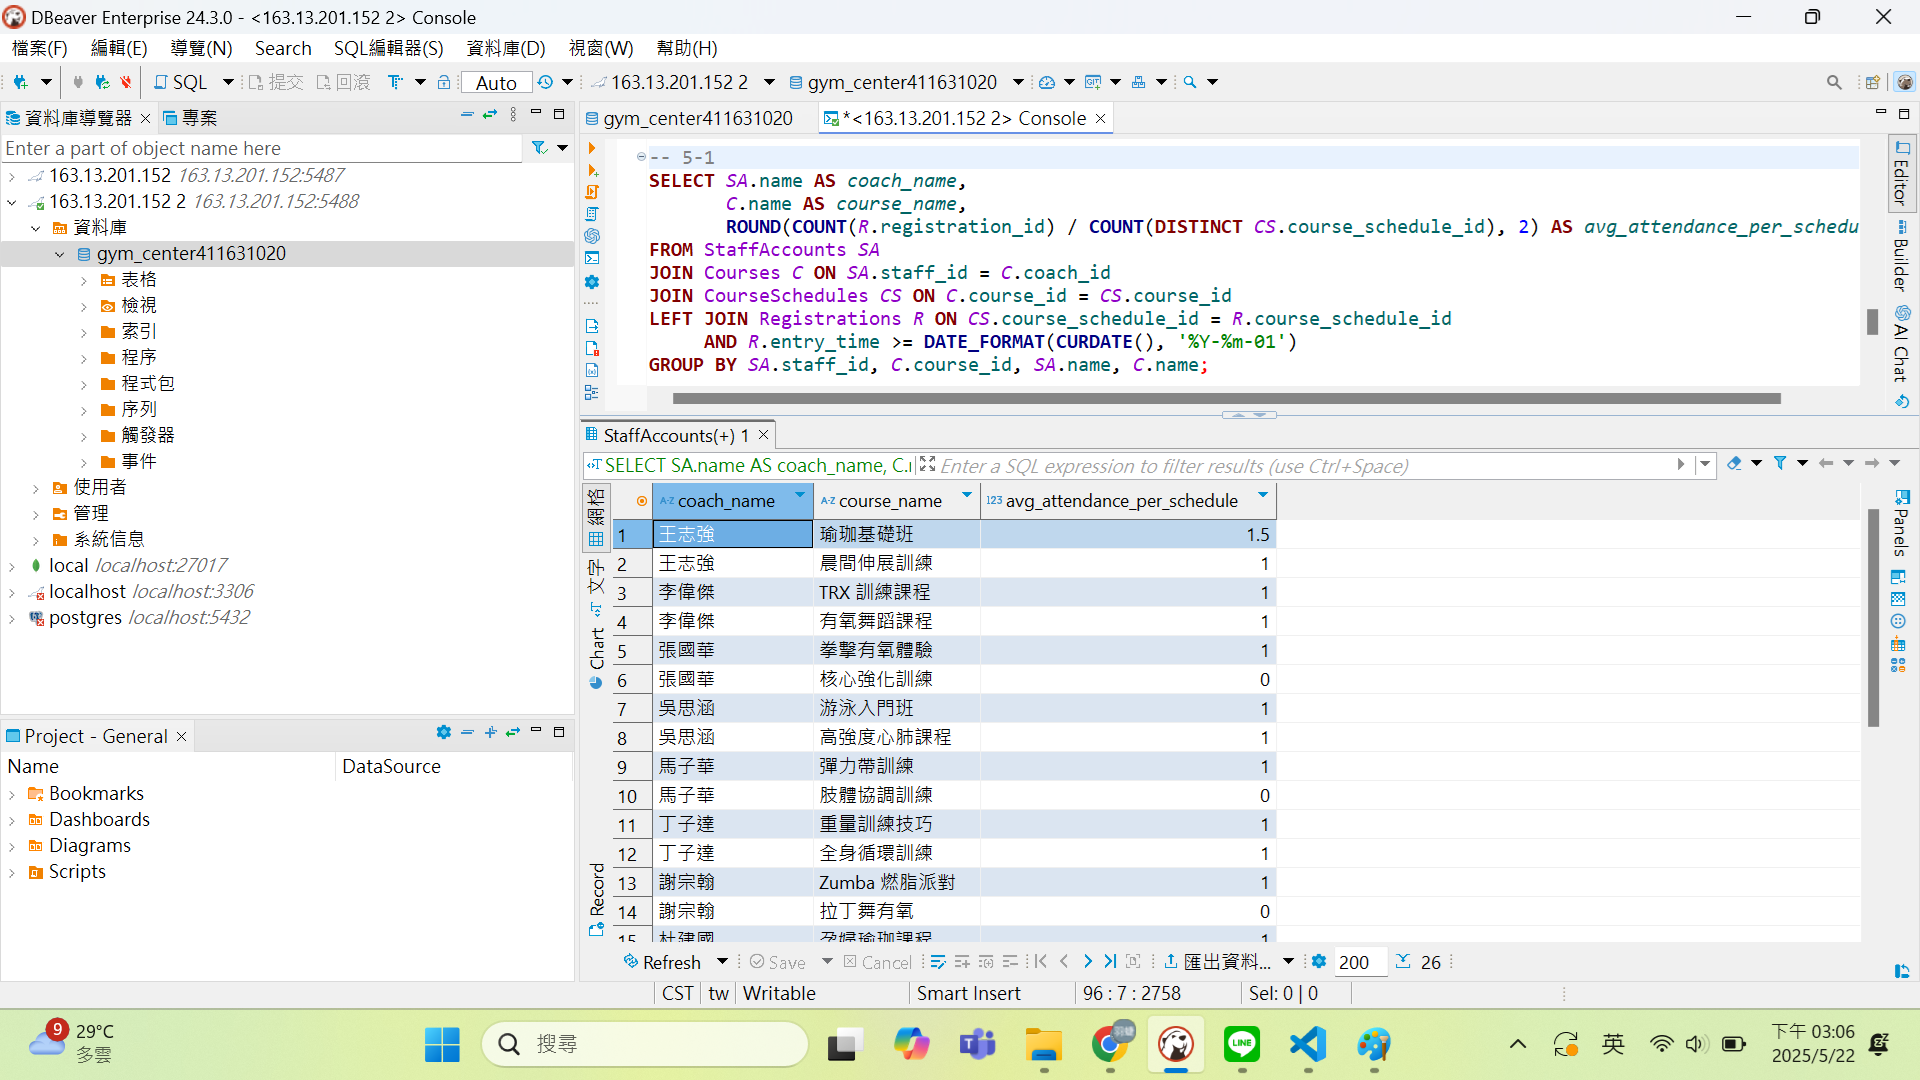 DBeaver Enterprise 24.3.0 - <163.13.201.152 2> Console
檔案(F) 編輯(E) 導覽(N) Search SQL編輯器(S) 資料庫(D) 視窗(W) 幫助(H)
SQL 提交 回滾 Auto 163.13.201.152 2 gym_center411631020
資料庫導覽器 專案
Enter a part of object name here
163.13.201.152 163.13.201.152:5487
163.13.201.152 2 163.13.201.152:5488
資料庫
gym_center411631020
表格
檢視
索引
程序
程式包
序列
觸發器
事件
使用者
管理
系統信息
local localhost:27017
localhost localhost:3306
postgres localhost:5432
Project - General
Name DataSource
Bookmarks
Dashboards
Diagrams
Scripts
gym_center411631020 *<163.13.201.152 2> Console
-- 5-1
SELECT SA.name AS coach_name,
C.name AS course_name,
ROUND(COUNT(R.registration_id) / COUNT(DISTINCT CS.course_schedule_id), 2) AS avg_attendance_per_schedu
FROM StaffAccounts SA
JOIN Courses C ON SA.staff_id = C.coach_id
JOIN CourseSchedules CS ON C.course_id = CS.course_id
LEFT JOIN Registrations R ON CS.course_schedule_id = R.course_schedule_id
AND R.entry_time >= DATE_FORMAT(CURDATE(), '%Y-%m-01')
GROUP BY SA.staff_id, C.course_id, SA.name, C.name;
Editor
Builder
AI Chat
StaffAccounts(+) 1
SELECT SA.name AS coach_name, C.n Enter a SQL expression to filter results (use Ctrl+Space)
網格
文字
Chart
Record
Panels
coach_name course_name 123 avg_attendance_per_schedule
1 王志強 瑜珈基礎班 1.5
2 王志強 晨間伸展訓練 1
3 李偉傑 TRX 訓練課程 1
4 李偉傑 有氧舞蹈課程 1
5 張國華 拳擊有氧體驗 1
6 張國華 核心強化訓練 0
7 吳思涵 游泳入門班 1
8 吳思涵 高強度心肺課程 1
9 馬子華 彈力帶訓練 1
10 馬子華 肢體協調訓練 0
11 丁子達 重量訓練技巧 1
12 丁子達 全身循環訓練 1
13 謝宗翰 Zumba 燃脂派對 1
14 謝宗翰 拉丁舞有氧 0
15 杜建國 孕婦瑜珈課程 1
Refresh Save Cancel 匯出資料... 200 26
CST tw Writable Smart Insert 96 : 7 : 2758 Sel: 0 | 0
9 29°C
多雲
搜尋
LINE
英
下午 03:06
2025/5/22